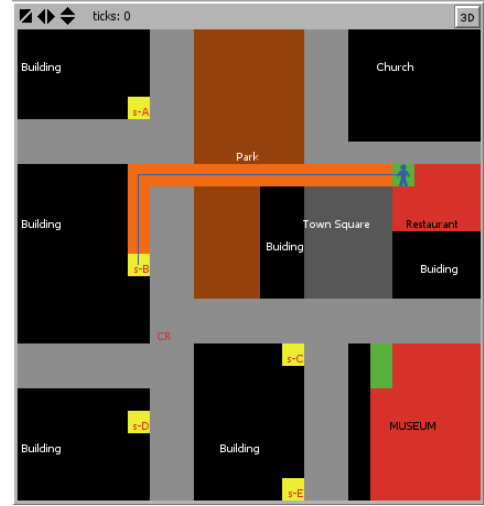 ticks: 0
3D
Building
Church
s-A
Park
Building
Town Square
Restaurant
Buiding
s-B
Buiding
CR
s-C
s-D
MUSEUM
Building
Building
s-E